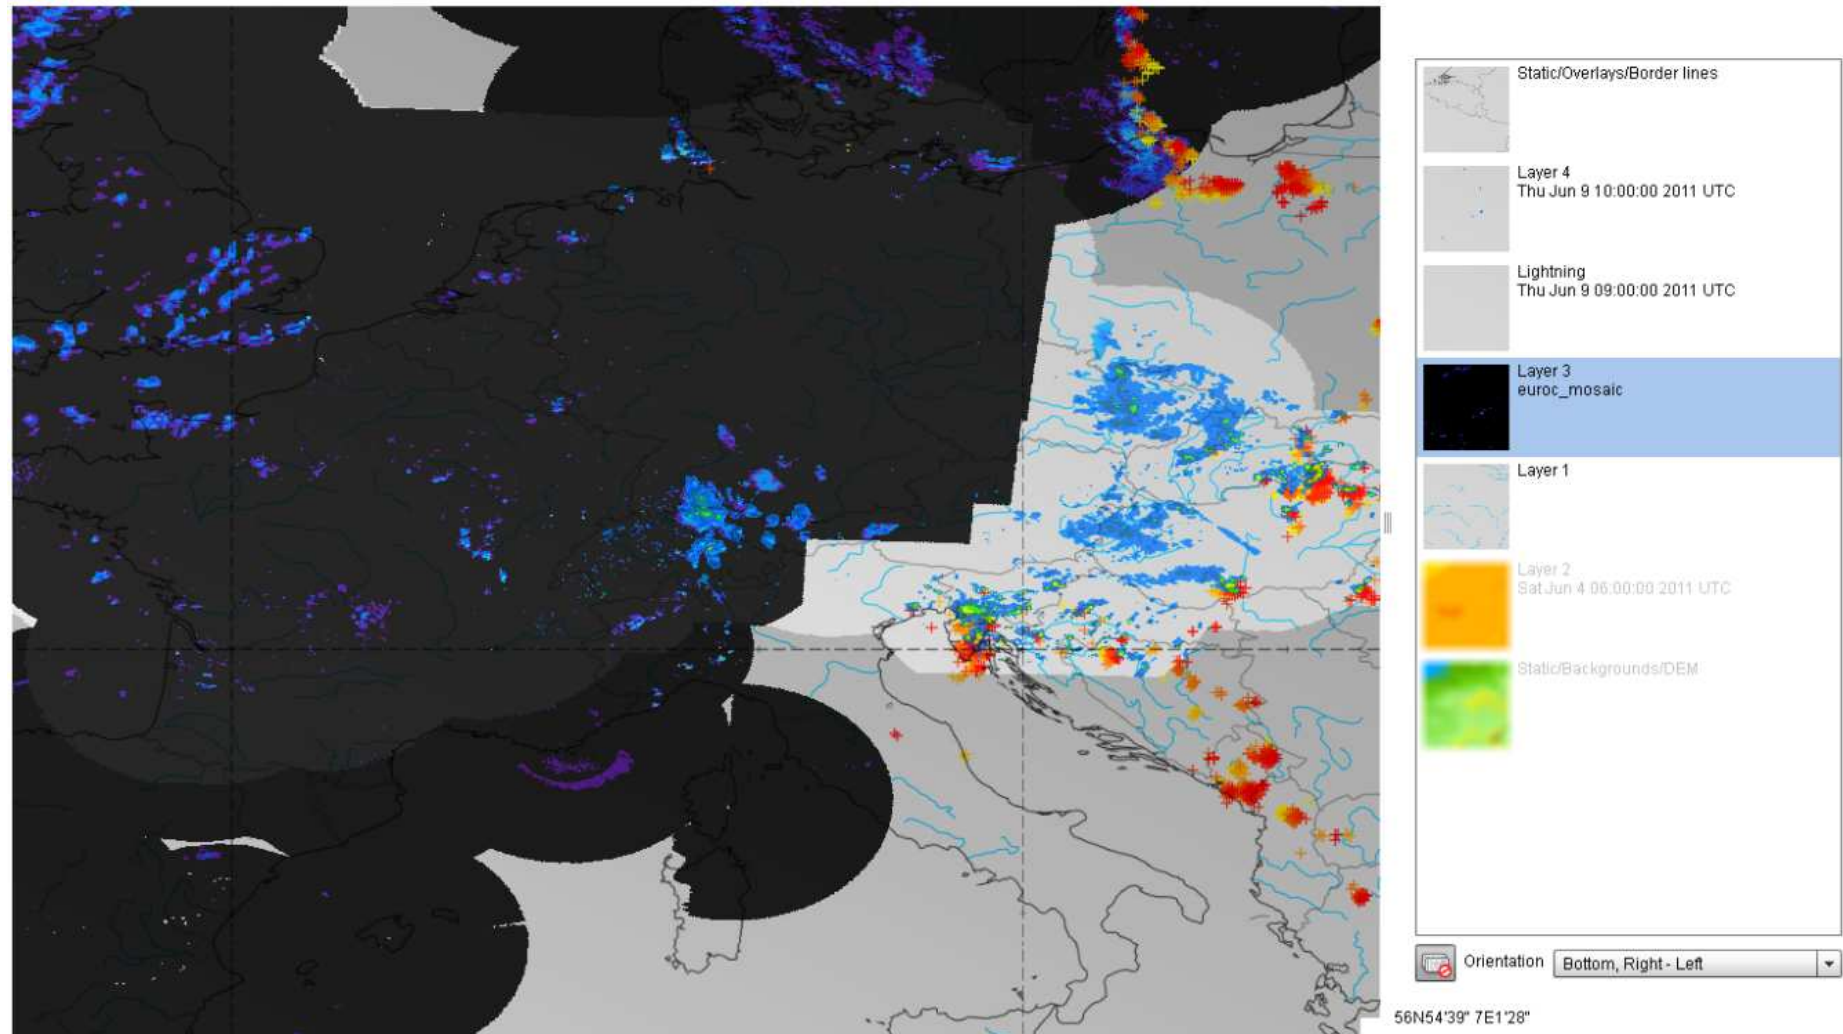 Static/Overlays/Border lines
Layer 4
Thu Jun 9 10:00:00 2011 UTC
Lightning
Thu Jun 9 09:00:00 2011 UTC
Layer 3
euroc_mosaic
Layer 1
Layer 2
Sat Jun 4 06:00:00 2011 UTC
Static/Backgrounds/DEM
Orientation
Bottom, Right - Left
56N54'39" 7E1'28"